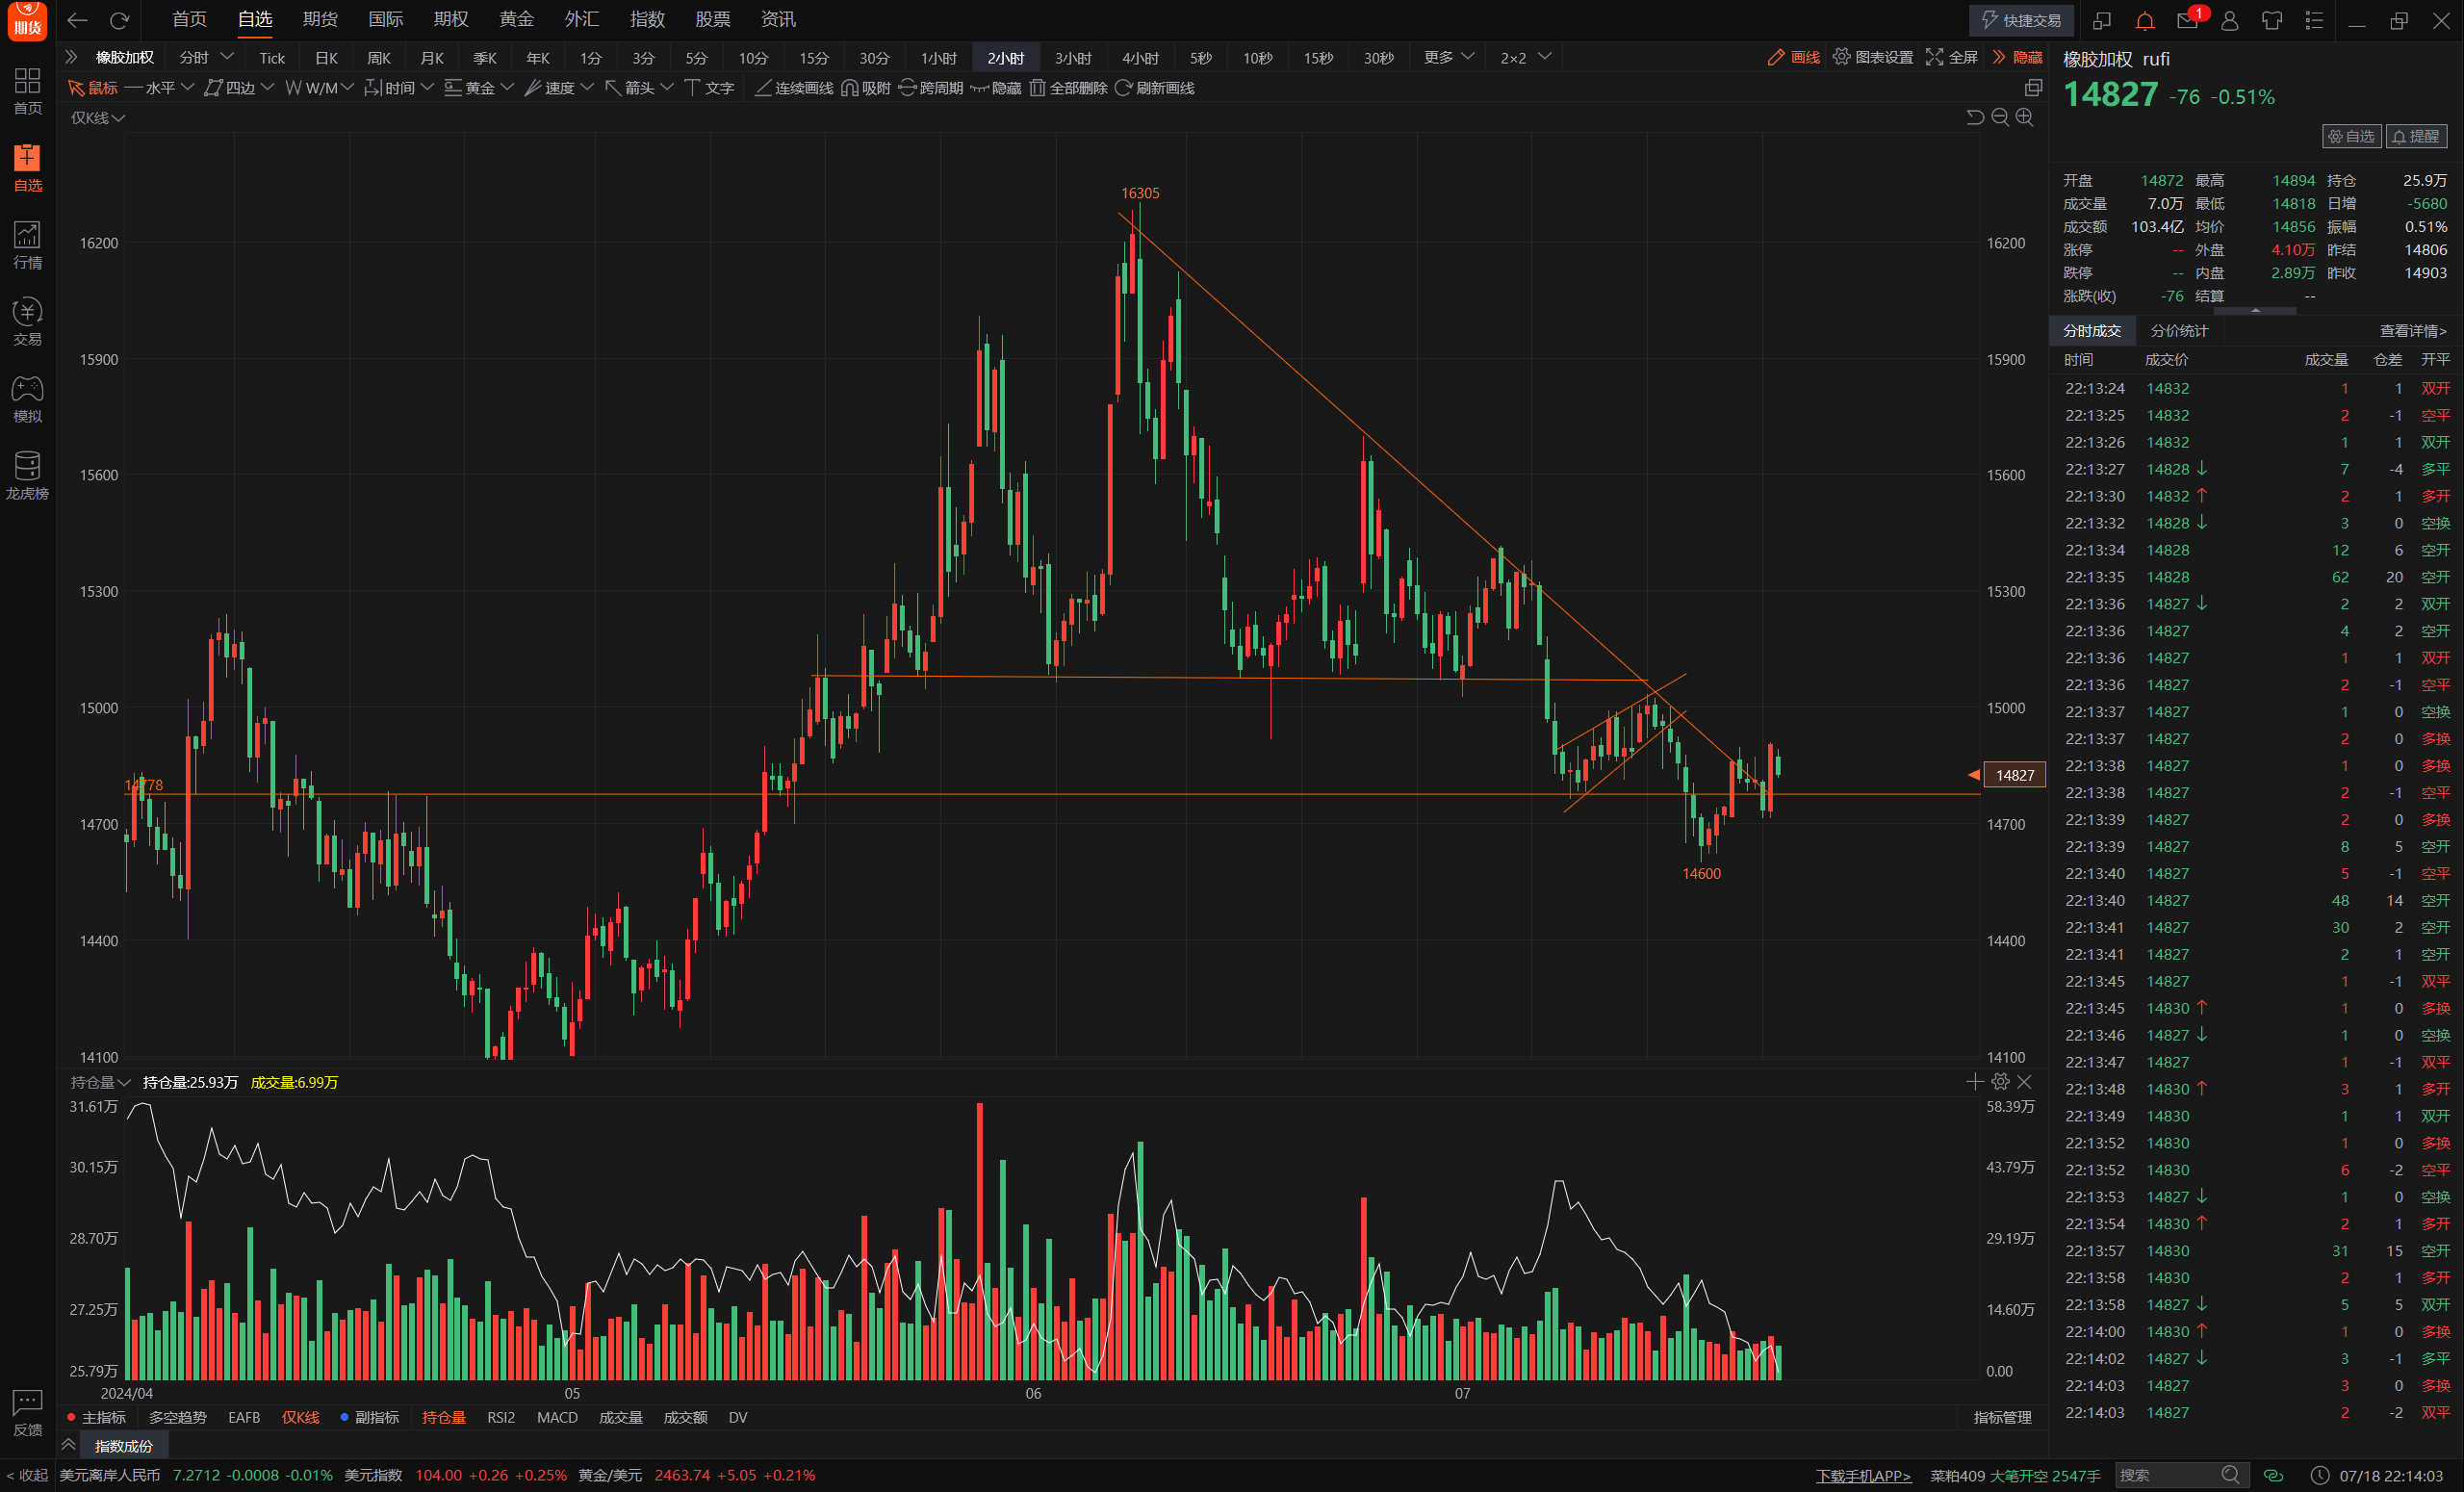 期货
首页 自选 期货 国际 期权 黄金 外汇 指数 股票 资讯
快捷交易 1
橡胶加权 分时 Tick 日K 周K 月K 季K 年K 1分 3分 5分 10分 15分 30分 1小时 2小时 3小时 4小时 5秒 10秒 15秒 30秒 更多 2×2
画线 图表设置 全屏 隐藏
鼠标 水平 四边 W/M 时间 黄金 速度 箭头 文字 连续画线 吸附 跨周期 隐藏 全部删除 刷新画线
仅K线
首页
自选
行情
交易
模拟
龙虎榜
反馈
< 收起
16305
16200 16200
15900 15900
15600 15600
15300 15300
15000 15000
14778
14827
14700 14700
14600
14400 14400
14100 14100
持仓量 持仓量:25.93万 成交量:6.99万
31.61万 58.39万
30.15万 43.79万
28.70万 29.19万
27.25万 14.60万
25.79万 0.00
2024/04 05 06 07
主指标 多空趋势 EAFB 仅K线 副指标 持仓量 RSI2 MACD 成交量 成交额 DV 指标管理
指数成份
橡胶加权 rufi
14827 -76 -0.51%
自选 提醒
开盘 14872 最高 14894 持仓 25.9万
成交量 7.0万 最低 14818 日增 -5680
成交额 103.4亿 均价 14856 振幅 0.51%
涨停 -- 外盘 4.10万 昨结 14806
跌停 -- 内盘 2.89万 昨收 14903
涨跌(收) -76 结算 --
分时成交 分价统计 查看详情>
时间 成交价 成交量 仓差 开平
22:13:24 14832 1 1 双开
22:13:25 14832 2 -1 空平
22:13:26 14832 1 1 双开
22:13:27 14828 ↓ 7 -4 多平
22:13:30 14832 ↑ 2 1 多开
22:13:32 14828 ↓ 3 0 空换
22:13:34 14828 12 6 空开
22:13:35 14828 62 20 空开
22:13:36 14827 ↓ 2 2 双开
22:13:36 14827 4 2 空开
22:13:36 14827 1 1 双开
22:13:36 14827 2 -1 空平
22:13:37 14827 1 0 空换
22:13:37 14827 2 0 多换
22:13:38 14827 1 0 多换
22:13:38 14827 2 -1 空平
22:13:39 14827 2 0 多换
22:13:39 14827 8 5 空开
22:13:40 14827 5 -1 空平
22:13:40 14827 48 14 空开
22:13:41 14827 30 2 空开
22:13:41 14827 2 1 空开
22:13:45 14827 1 -1 双平
22:13:45 14830 ↑ 1 0 多换
22:13:46 14827 ↓ 1 0 空换
22:13:47 14827 1 -1 双平
22:13:48 14830 ↑ 3 1 多开
22:13:49 14830 1 1 双开
22:13:52 14830 1 0 多换
22:13:52 14830 6 -2 空平
22:13:53 14827 ↓ 1 0 空换
22:13:54 14830 ↑ 2 1 多开
22:13:57 14830 31 15 空开
22:13:58 14830 2 1 多开
22:13:58 14827 ↓ 5 5 双开
22:14:00 14830 ↑ 1 0 多换
22:14:02 14827 ↓ 3 -1 多平
22:14:03 14827 3 0 多换
22:14:03 14827 2 -2 双平
美元离岸人民币 7.2712 -0.0008 -0.01% 美元指数 104.00 +0.26 +0.25% 黄金/美元 2463.74 +5.05 +0.21%
下载手机APP> 菜粕409 大笔开空 2547手 搜索 07/18 22:14:03